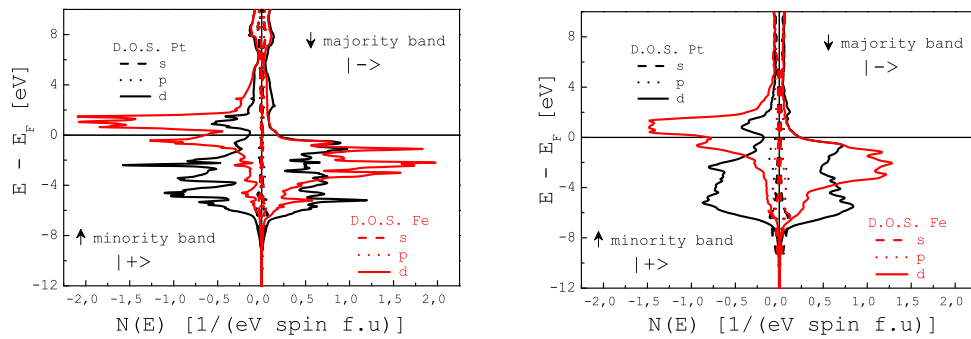 D.O.S. Pt
s
p
d
↓ majority band
|->
↑ minority band
|+>
D.O.S. Fe
s
p
d
8
4
0
-4
-8
-12
-2,0 -1,5 -1,0 -0,5 0,0 0,5 1,0 1,5 2,0
E - E_F [eV]
N(E) [1/(eV spin f.u)]
D.O.S. Pt
s
p
d
↓ majority band
|->
↑ minority band
|+>
D.O.S. Fe
s
p
d
8
4
0
-4
-8
-12
-2,0 -1,5 -1,0 -0,5 0,0 0,5 1,0 1,5 2,0
E - E_F [eV]
N(E) [1/(eV spin f.u)]